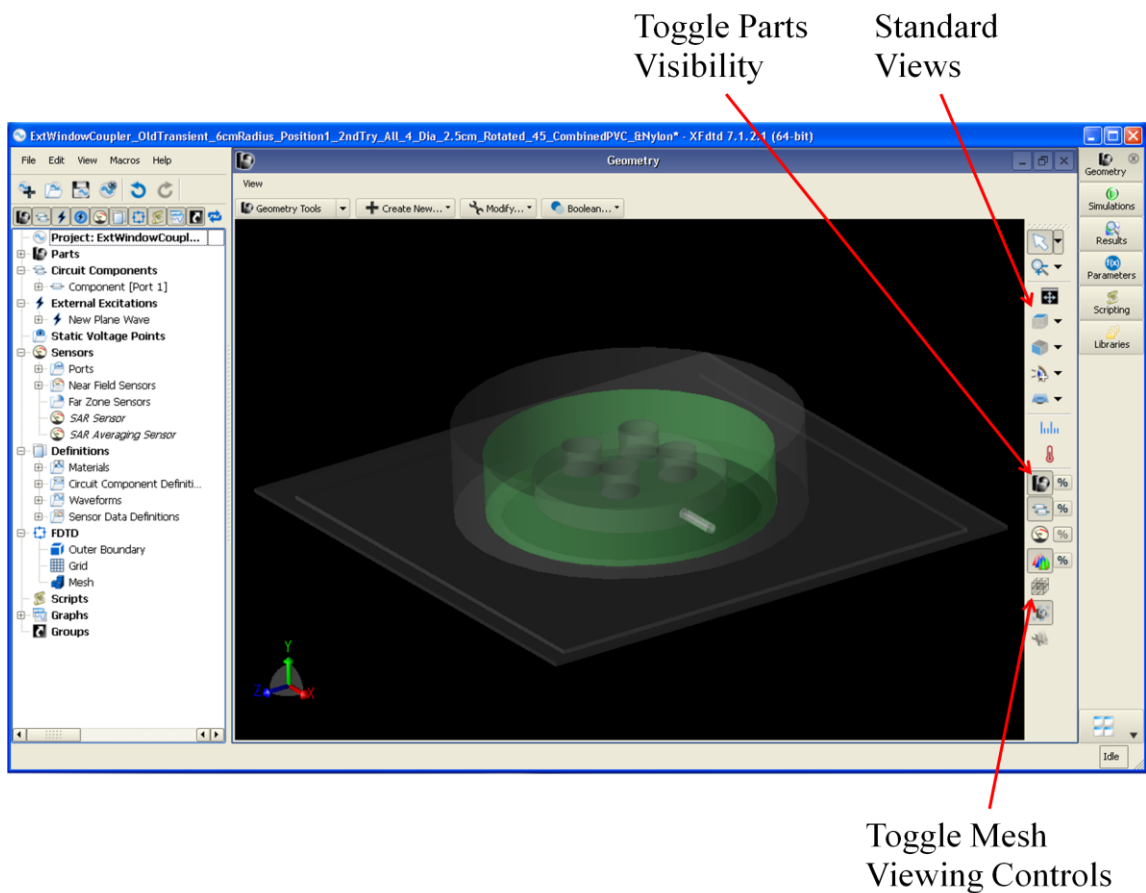 Toggle Parts
Visibility
Standard
Views
ExtWindowCoupler_OldTransient_6cmRadius_Position1_2ndTry_All_4_Dia_2.5cm_Rotated_45_CombinedPVC_&Nylon* - XFdtd 7.1.2.1 (64-bit)
File Edit View Macros Help
Geometry
View
Geometry Tools
Create New...
Modify...
Boolean...
Project: ExtWindowCoupl...
Parts
Circuit Components
Component [Port 1]
External Excitations
New Plane Wave
Static Voltage Points
Sensors
Ports
Near Field Sensors
Far Zone Sensors
SAR Sensor
SAR Averaging Sensor
Definitions
Materials
Circuit Component Definiti...
Waveforms
Sensor Data Definitions
FDTD
Outer Boundary
Grid
Mesh
Scripts
Graphs
Groups
Y
Z
X
%
%
%
%
Geometry
Simulations
Results
f(x)
Parameters
Scripting
Libraries
Idle
Toggle Mesh
Viewing Controls